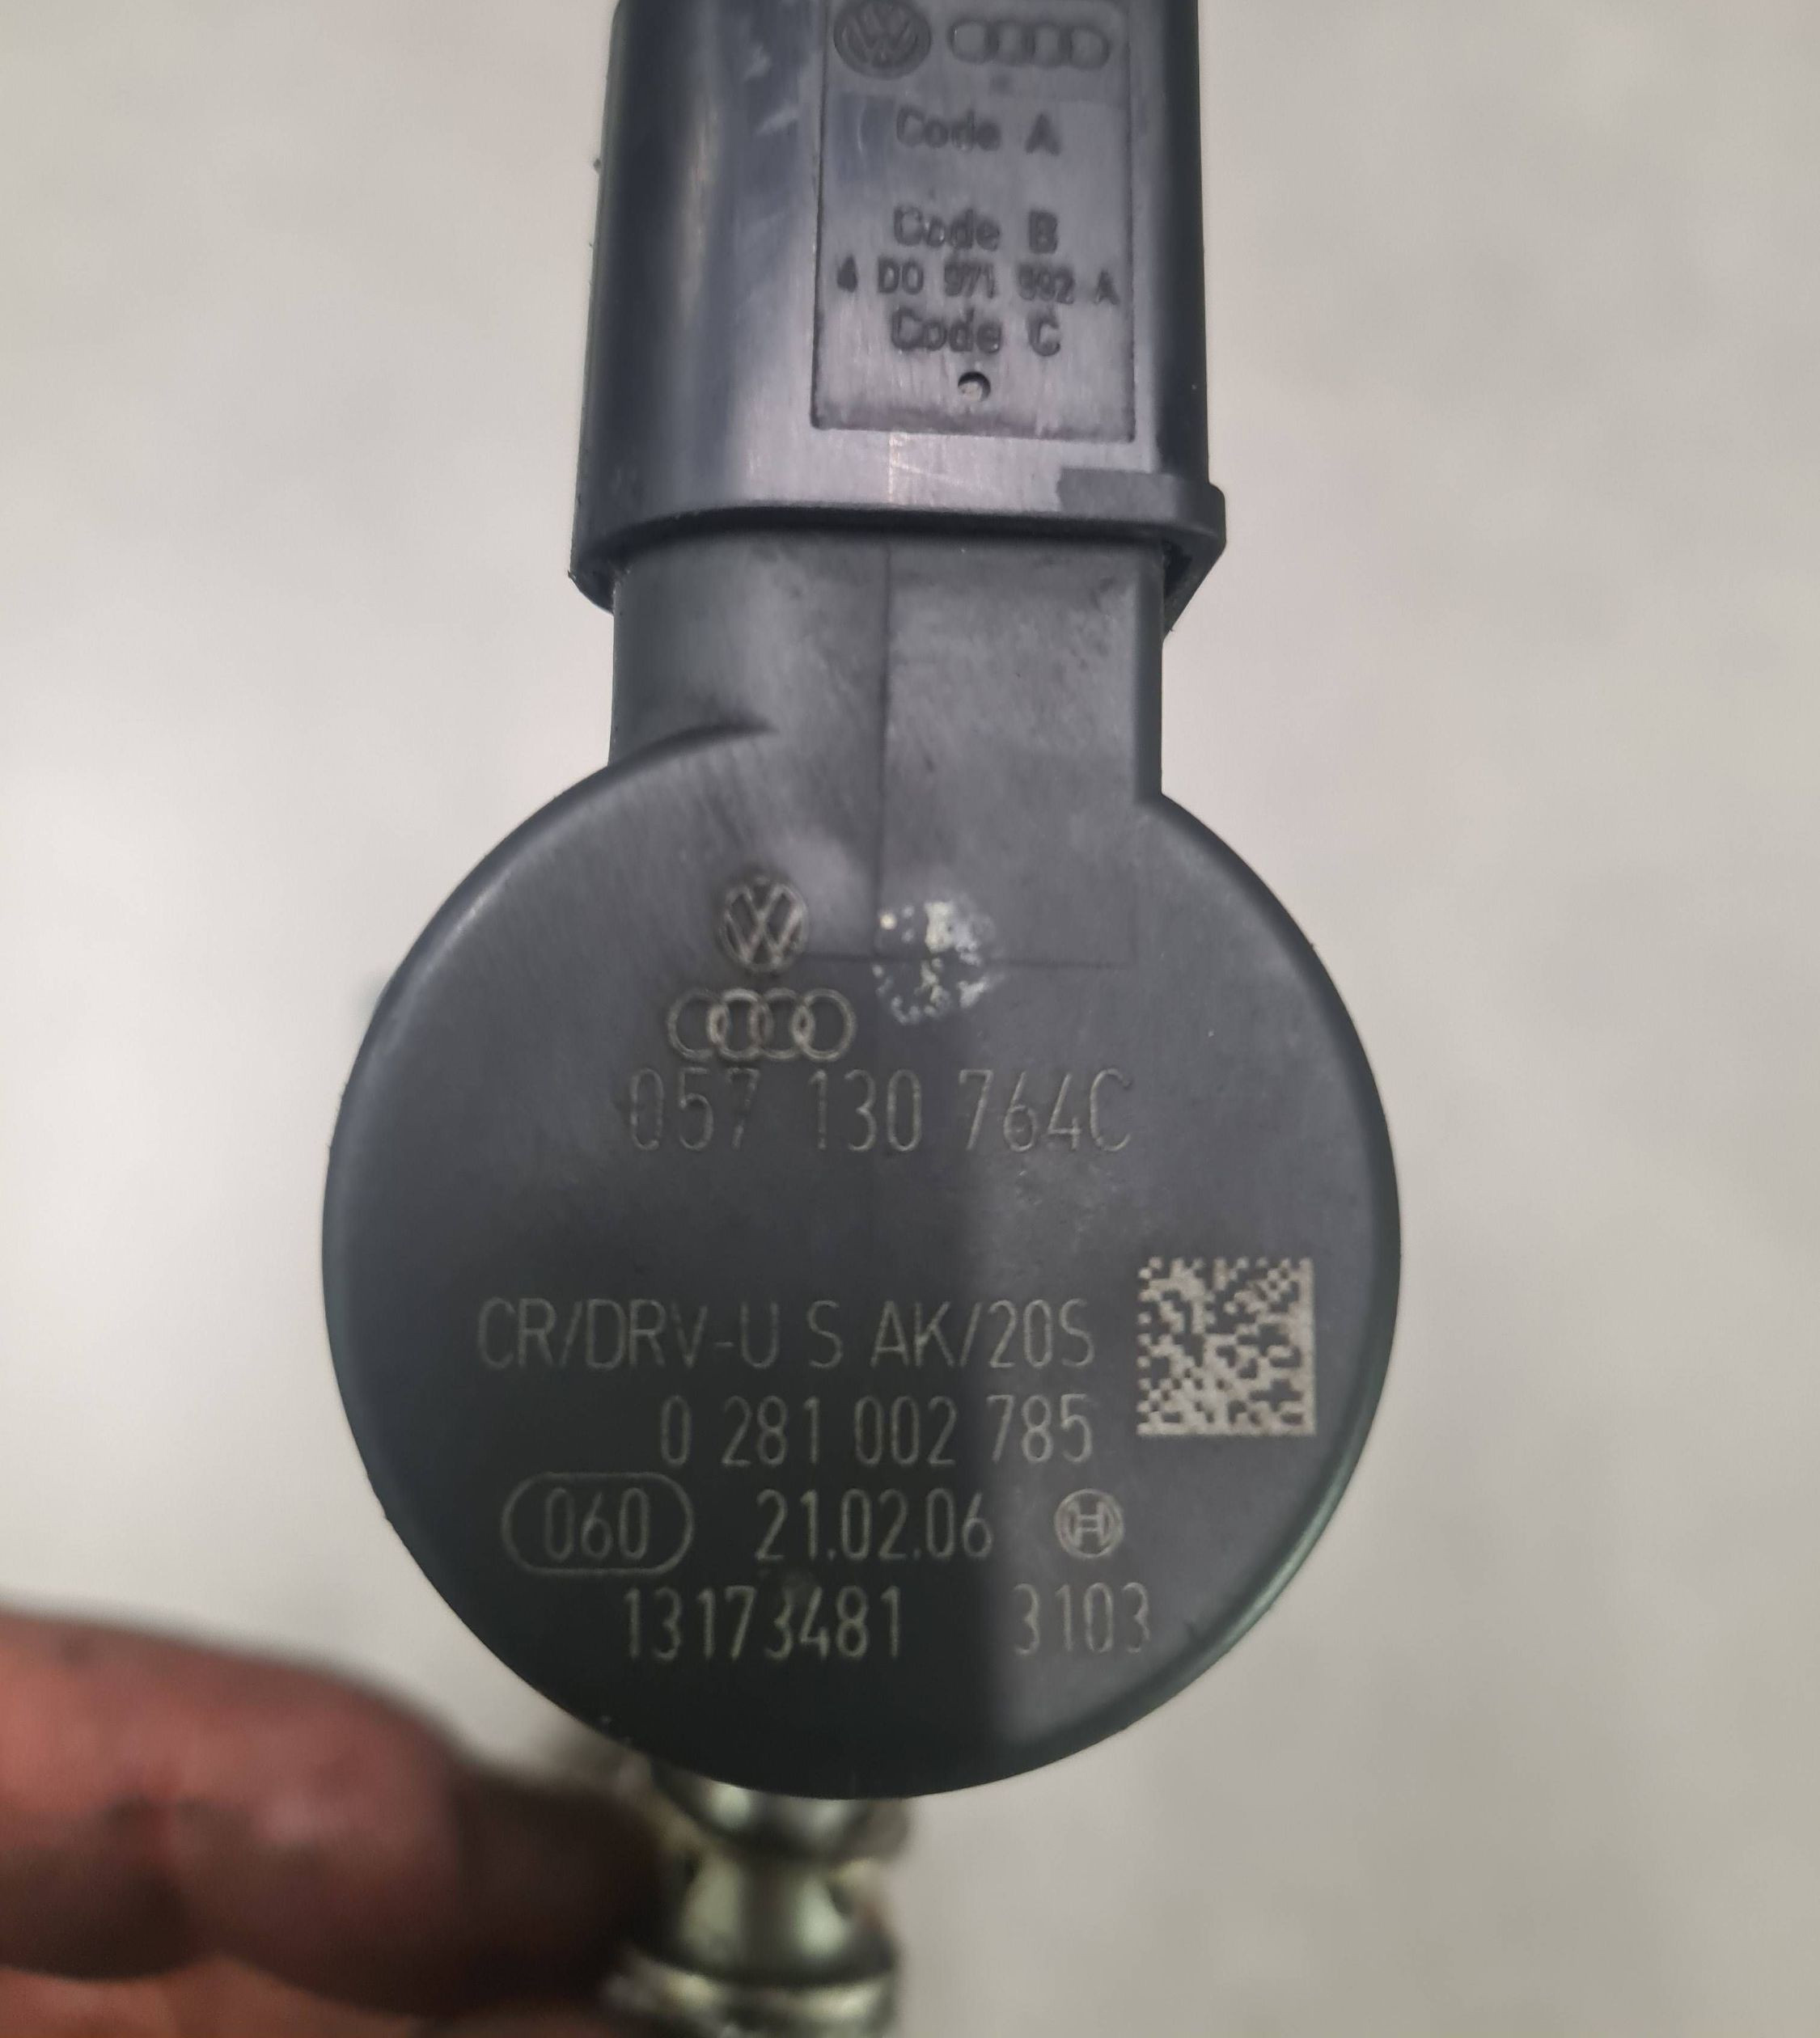 Code A
Code B
4 D0 971 992 A
Code C
057 130 764C
CR/DRV-U S AK/20S
0 281 002 785
060 21.02.06
13173481 3103